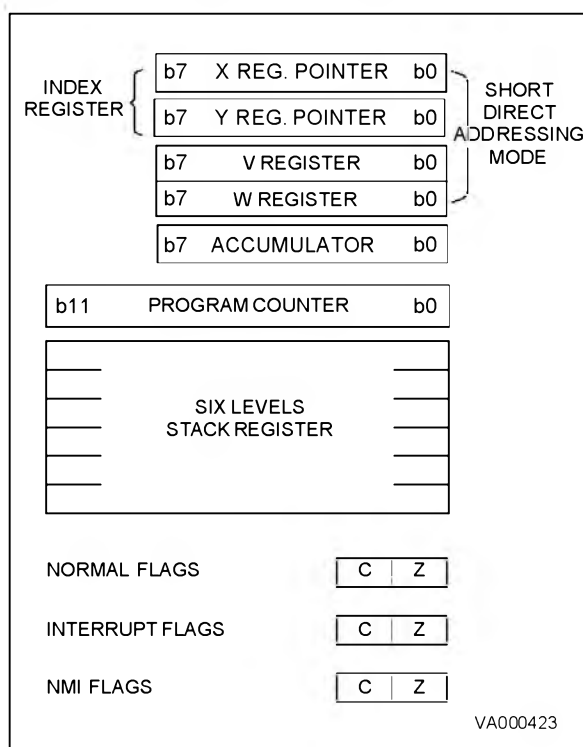 INDEX
REGISTER
b7 X REG. POINTER b0
b7 Y REG. POINTER b0
b7 V REGISTER b0
b7 W REGISTER b0
SHORT
DIRECT
ADDRESSING
MODE
b7 ACCUMULATOR b0
b11 PROGRAM COUNTER b0
SIX LEVELS
STACK REGISTER
NORMAL FLAGS C Z
INTERRUPT FLAGS C Z
NMI FLAGS C Z
VA000423